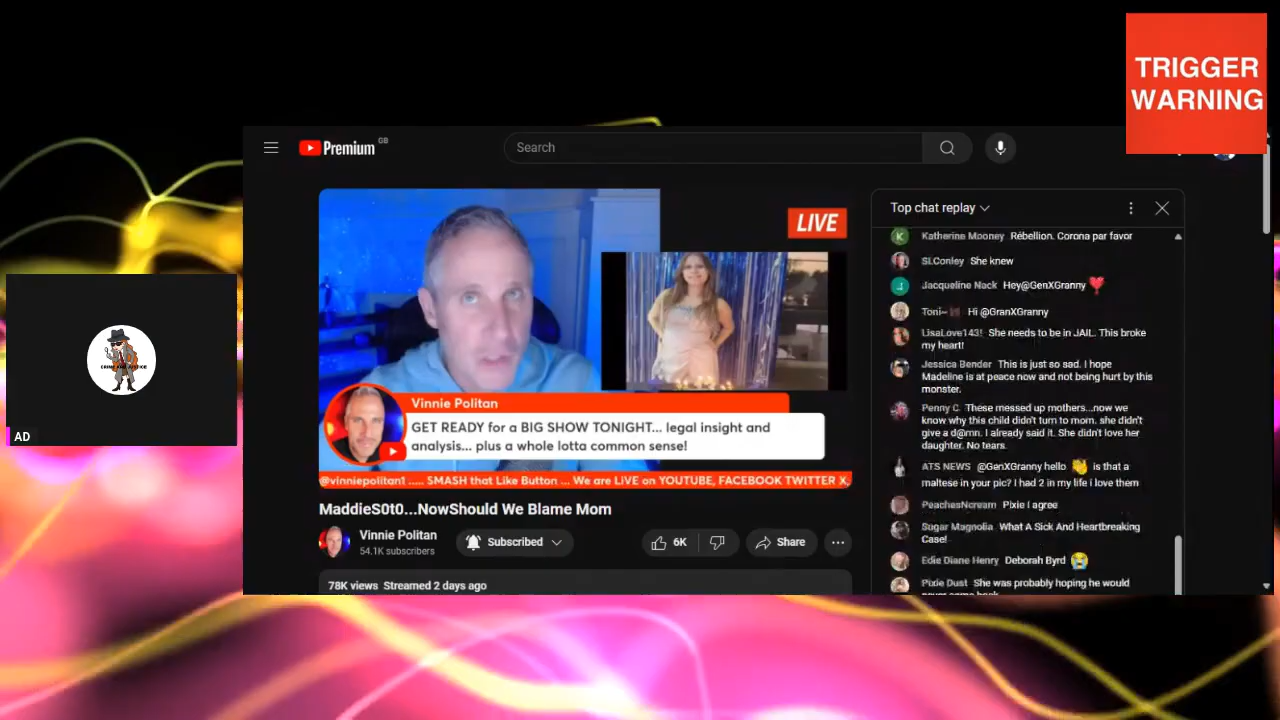 TRIGGER
WARNING
Premium GB
Search
LIVE
Vinnie Politan
GET READY for a BIG SHOW TONIGHT... legal insight and
analysis... plus a whole lotta common sense!
@vinniepolitan1 ..... SMASH that Like Button ... We are LIVE on YOUTUBE, FACEBOOK TWITTER X,
MaddieS0t0...NowShould We Blame Mom
Vinnie Politan
54.1K subscribers
Subscribed
6K
Share
78K views Streamed 2 days ago
Top chat replay
K Katherine Mooney Rébellion. Corona par favor
SLConley She knew
J Jacqueline Nack Hey@GenXGranny
Toni~ Hi @GranXGranny
LisaLove143! She needs to be in JAIL. This broke
my heart!
Jessica Bender This is just so sad. I hope
Madeline is at peace now and not being hurt by this
monster.
Penny C. These messed up mothers...now we
know why this child didn't turn to mom. she didn't
give a d@mn. I already said it. She didn't love her
daughter. No tears.
ATS NEWS @GenXGranny hello is that a
maltese in your pic? I had 2 in my life i love them
PeachesNcream Pixie I agree
Sugar Magnolia What A Sick And Heartbreaking
Case!
Edie Diane Henry Deborah Byrd
Pixie Dust She was probably hoping he would
never come back
CRIME AND JUSTICE
AD